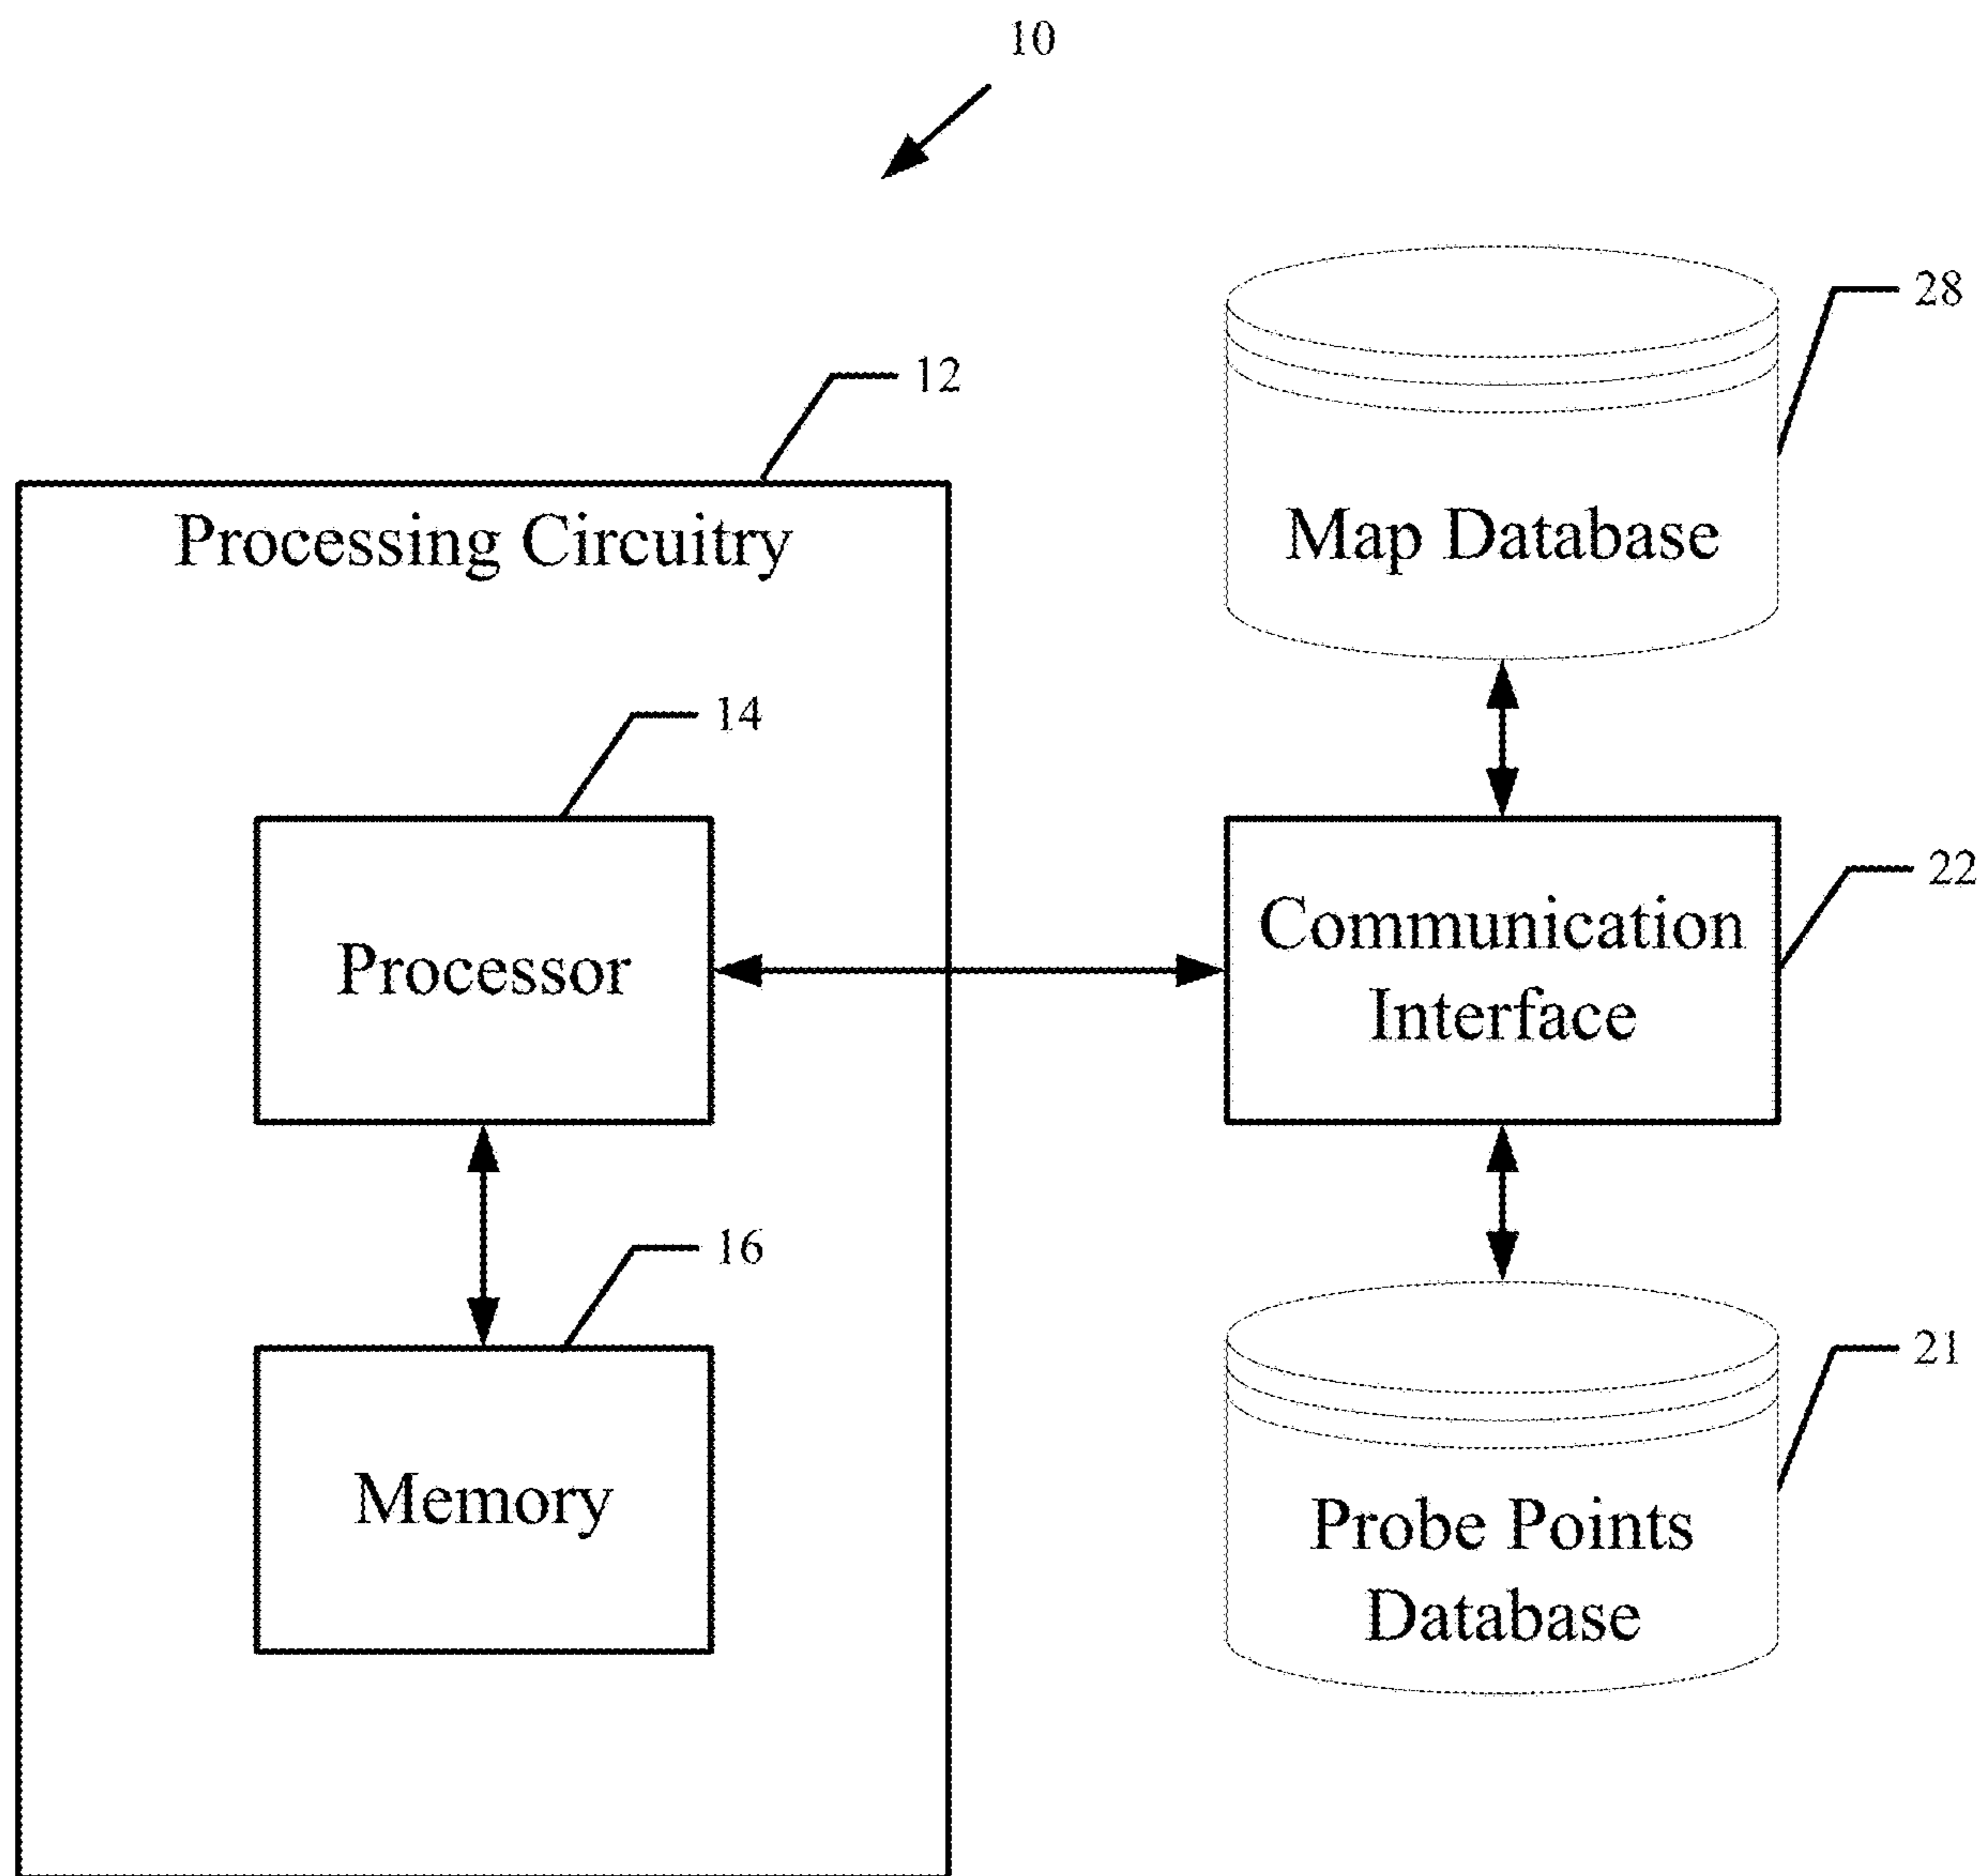 10
28
12
Processing Circuitry
Map Database
14
22
Processor
Communication
Interface
16
21
Memory
Probe Points
Database